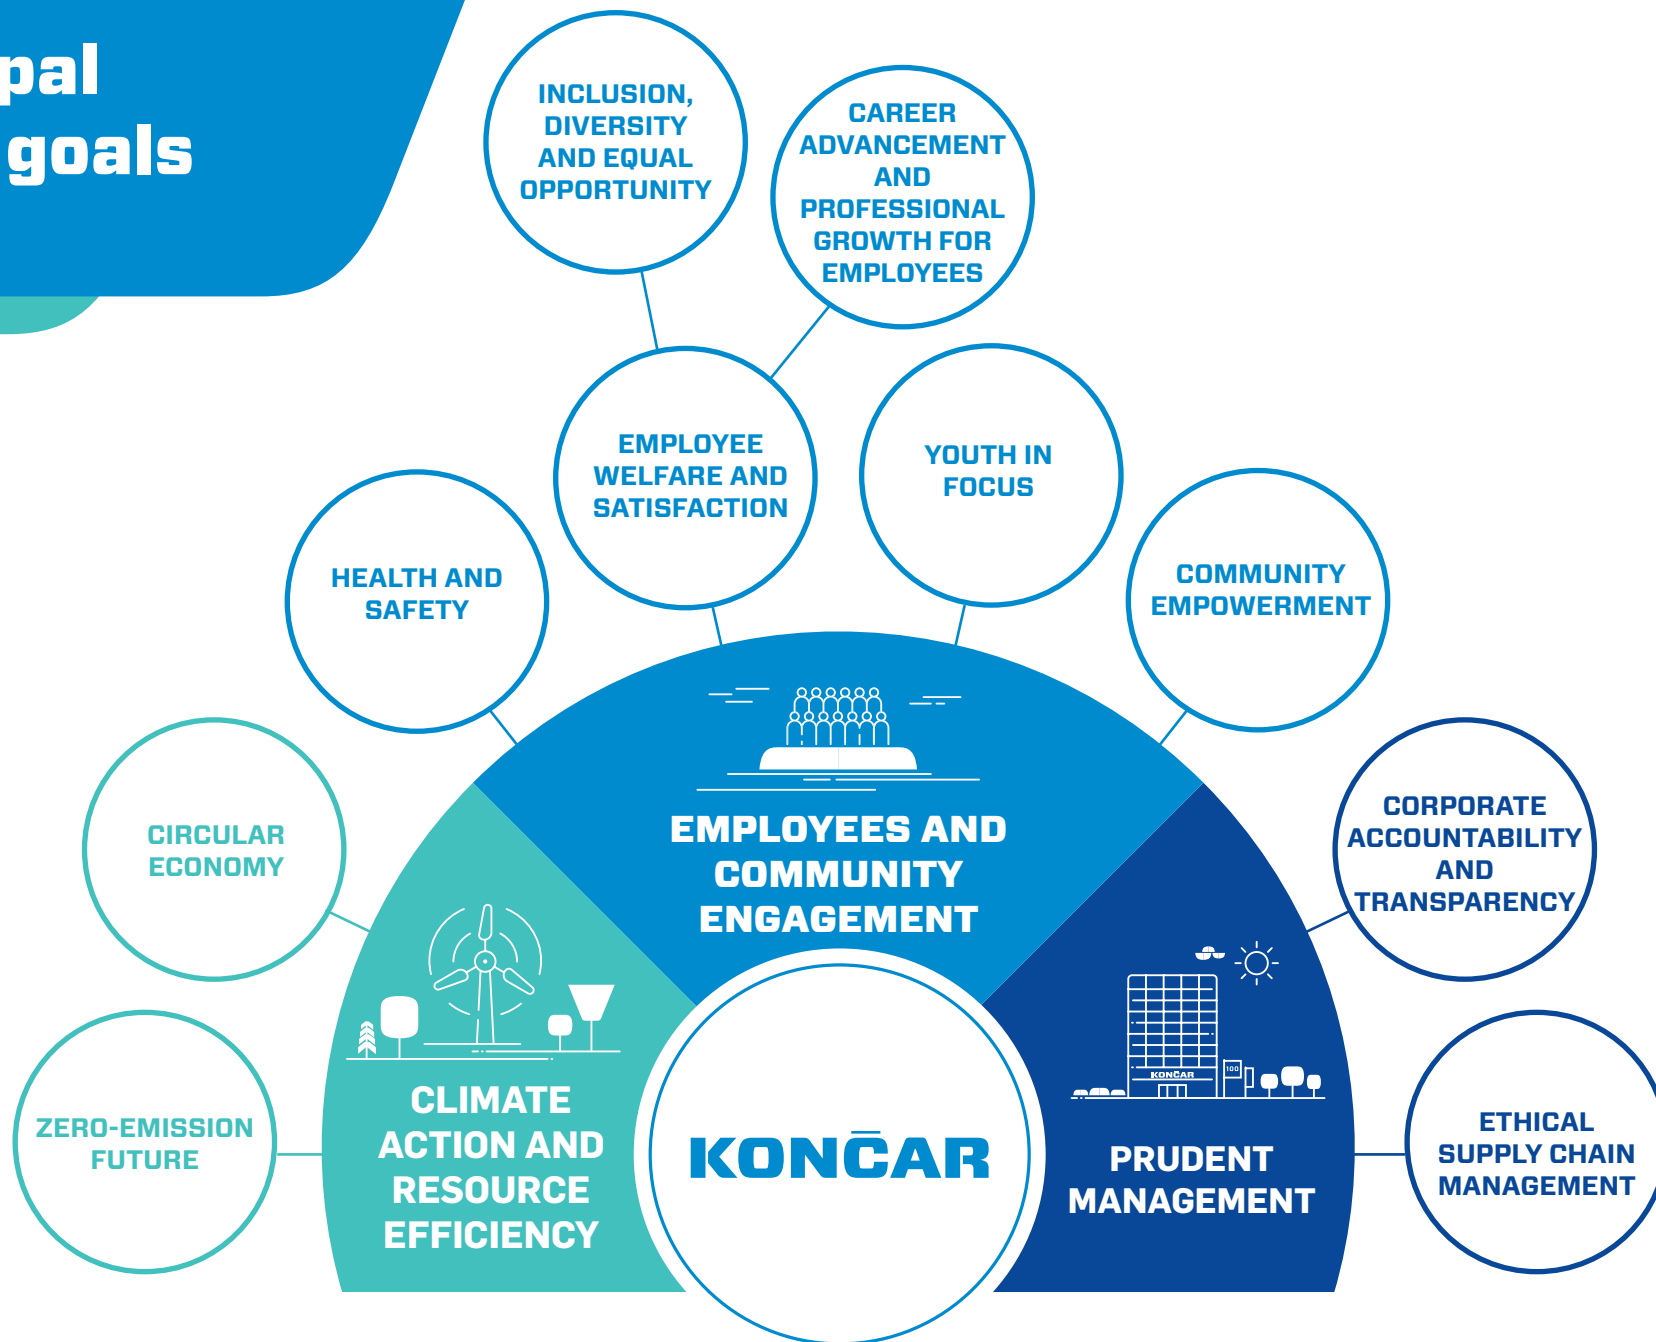 pal
goals
INCLUSION,
DIVERSITY
AND EQUAL
OPPORTUNITY
CAREER
ADVANCEMENT
AND
PROFESSIONAL
GROWTH FOR
EMPLOYEES
EMPLOYEE
WELFARE AND
SATISFACTION
YOUTH IN
FOCUS
HEALTH AND
SAFETY
COMMUNITY
EMPOWERMENT
CIRCULAR
ECONOMY
EMPLOYEES AND
COMMUNITY
ENGAGEMENT
CORPORATE
ACCOUNTABILITY
AND
TRANSPARENCY
ZERO-EMISSION
FUTURE
CLIMATE
ACTION AND
RESOURCE
EFFICIENCY
KONČAR
KONČAR
100
PRUDENT
MANAGEMENT
ETHICAL
SUPPLY CHAIN
MANAGEMENT